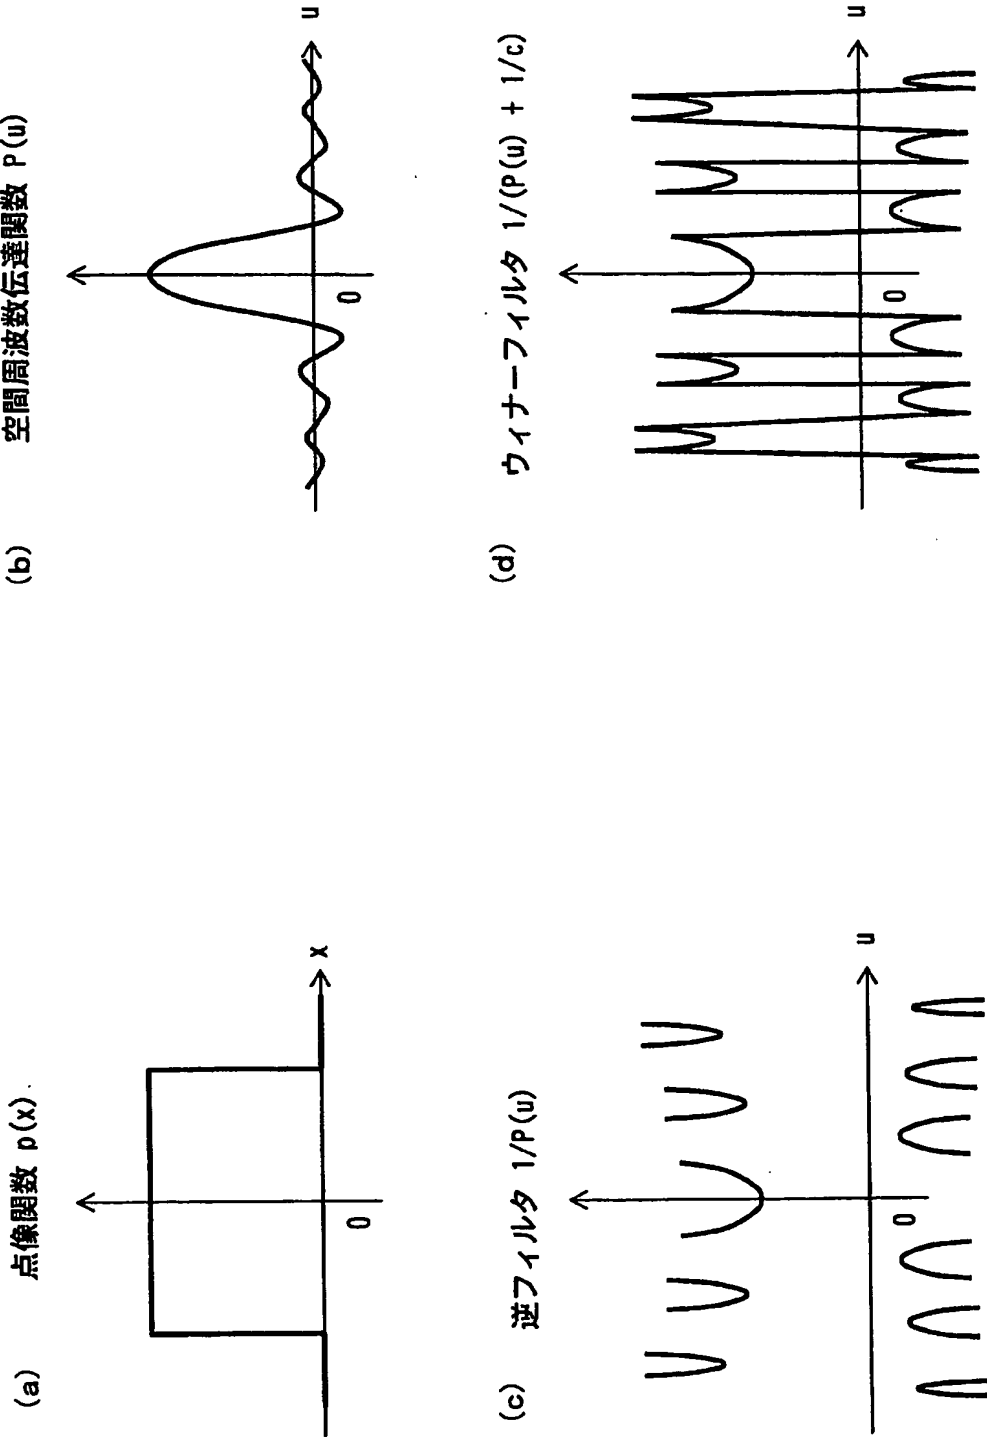 (a) 点像関数 p(x)
x
0
(b) 空間周波数伝達関数 P(u)
u
0
(c) 逆フィルタ 1/P(u)
u
0
(d) ウィナーフィルタ 1/(P(u) + 1/c)
u
0